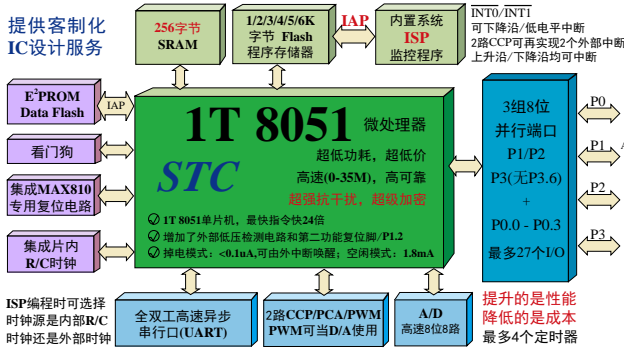 提供客制化
IC设计服务
256字节
SRAM
1/2/3/4/5/6K
字节 Flash
程序存储器
IAP
内置系统
ISP
监控程序
INT0/INT1
可下降沿/低电平中断
2路CCP可再实现2个外部中断
上升沿/下降沿均可中断
E²PROM
Data Flash
IAP
看门狗
集成MAX810
专用复位电路
集成片内
R/C时钟
1T 8051 微处理器
STC
超低功耗，超低价
高速(0-35M)，高可靠
超强抗干扰，超级加密
1T 8051单片机，最快指令快24倍
增加了外部低压检测电路和第二功能复位脚/P1.2
掉电模式：<0.1uA,可由外中断唤醒；空闲模式：1.8mA
3组8位
并行端口
P1/P2
P3(无P3.6)
+
P0.0 - P0.3
最多27个I/O
P0
P1
P2
P3
ISP编程时可选择
时钟源是内部R/C
时钟还是外部时钟
全双工高速异步
串行口(UART)
2路CCP/PCA/PWM
PWM可当D/A使用
A/D
高速8位8路
提升的是性能
降低的是成本
最多4个定时器